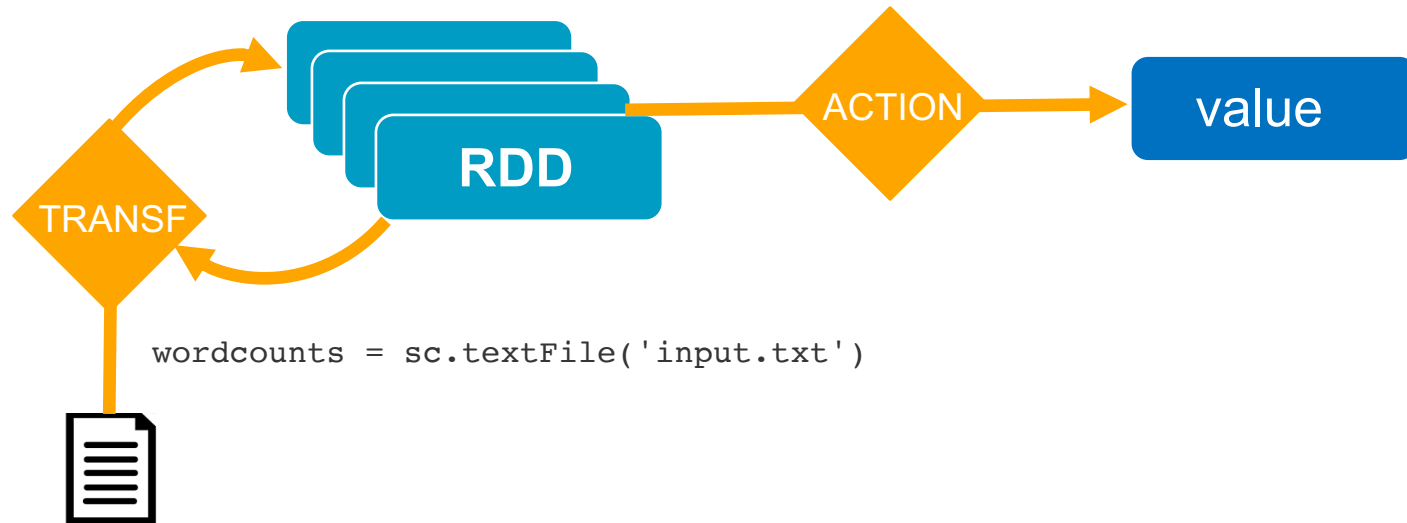 ACTION
value
RDD
TRANSF
wordcounts = sc.textFile('input.txt')